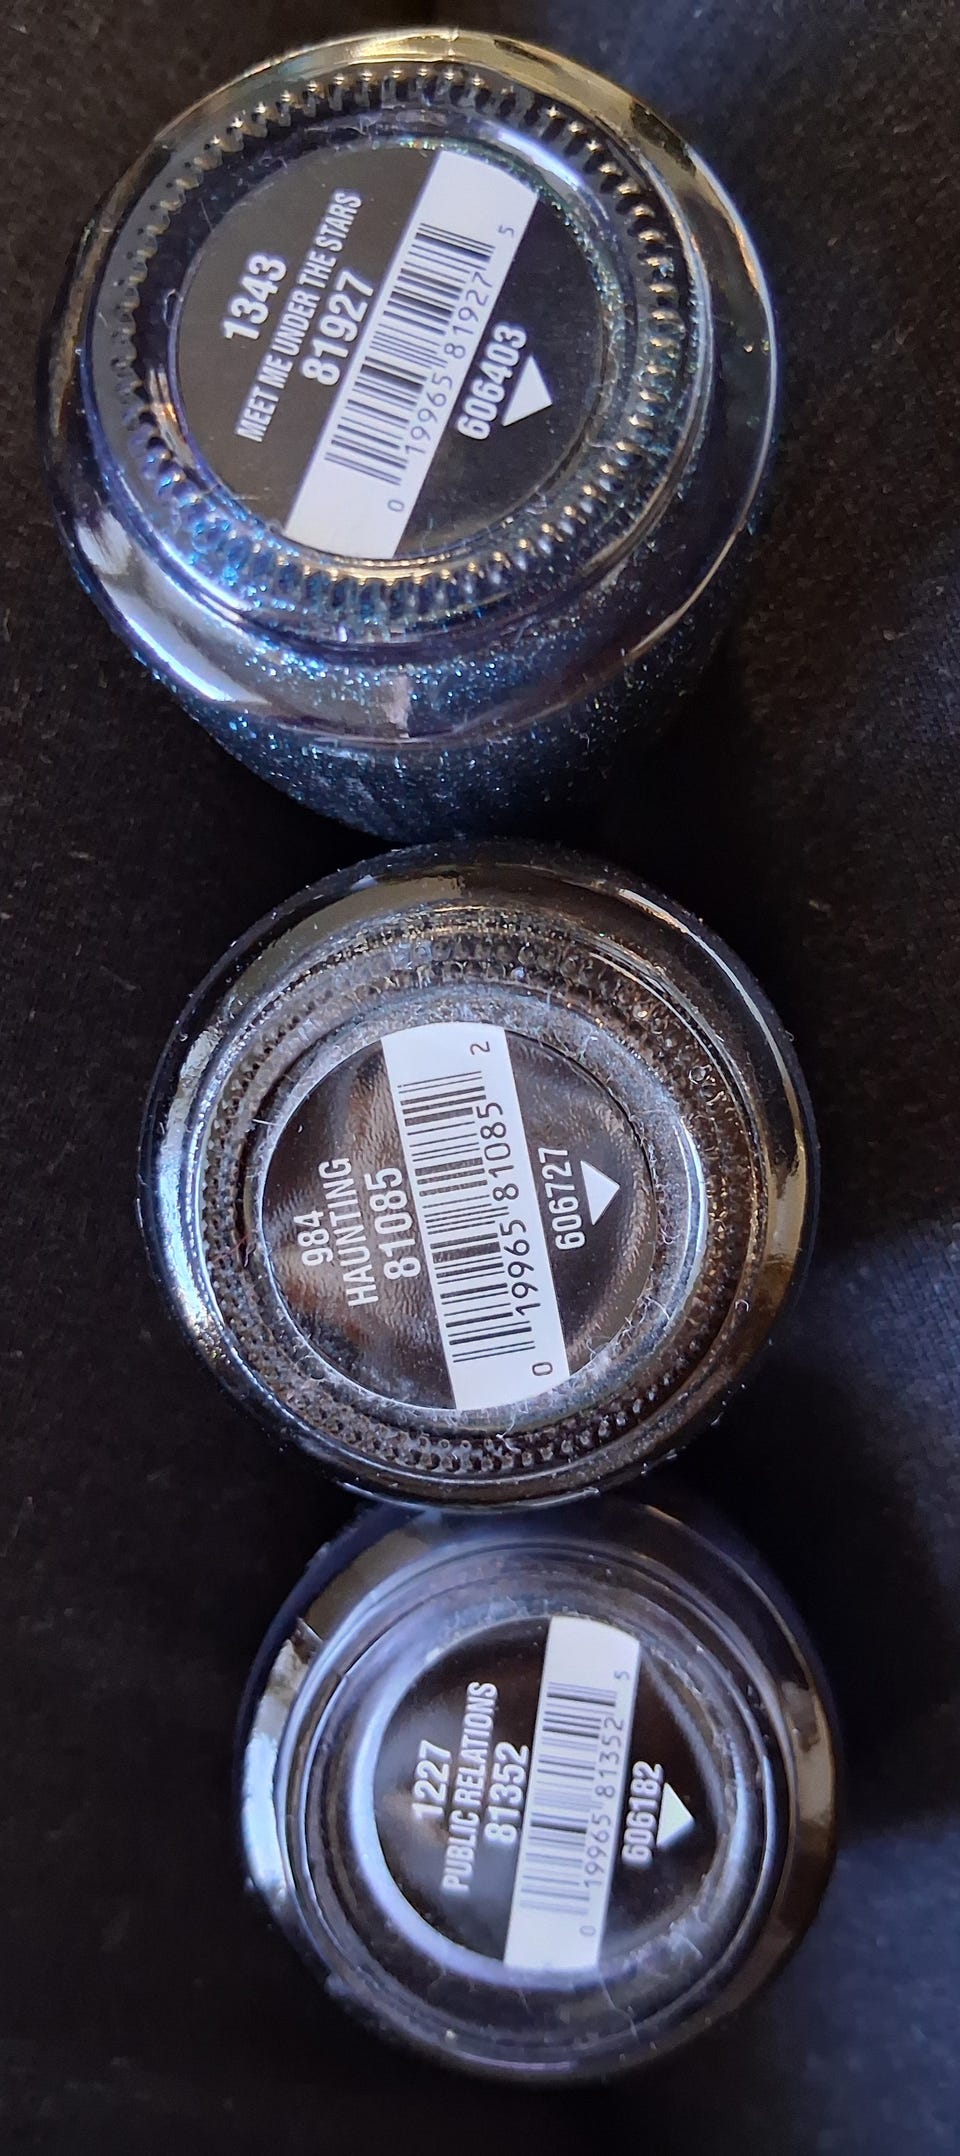 1343
MEET ME UNDER THE STARS
81927
0 19965 81927 5
606403
984
HAUNTING
81085
0 19965 81085 2
606727
1227
PUBLIC RELATIONS
81352
0 19965 81352 5
606182